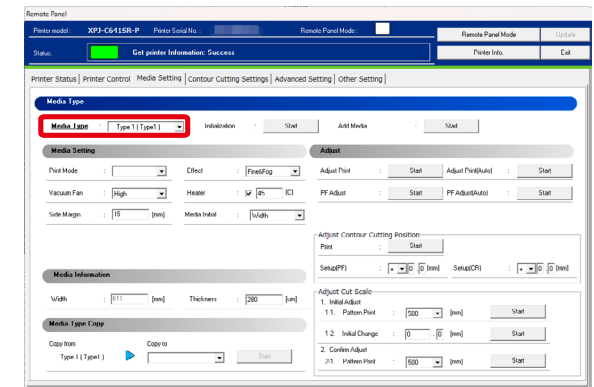 Remote Panel
Printer model : XPJ-C641SR-P Printer Serial No. : Remote Panel Mode : Remote Panel Mode Update
Status: Get printer Information: Success Printer Info. Exit
Printer Status Printer Control Media Setting Contour Cutting Settings Advanced Setting Other Setting
Media Type
Media Type : Type 1 ( Type1 ) Initialization : Start Add Media : Start
Media Setting Adjust
Print Mode : Effect : Fine&Fog Adjust Print : Start Adjust Print(Auto) : Start
Vacuum Fan : High Heater : 45 [C] PF Adjust : Start PF Adjust(Auto) : Start
Side Margin : 15 [mm] Media Initial : Width
Adjust Contour Cutting Position
Print : Start
Setup(PF) : + 0 . 0 [mm] Setup(CR) : + 0 . 0 [mm]
Media Information
Width : 611 [mm] Thickness : 280 [um]
Adjust Cut Scale
1. Initial Adjust
1 1. Pattern Print : 500 [mm] Start
Media Type Copy
1 2. Initial Change : 0 . 0 [mm] Start
Copy from Copy to
Type 1 ( Type1 ) Start
2. Confirm Adjust
2-1 Pattern Print : 500 [mm] Start